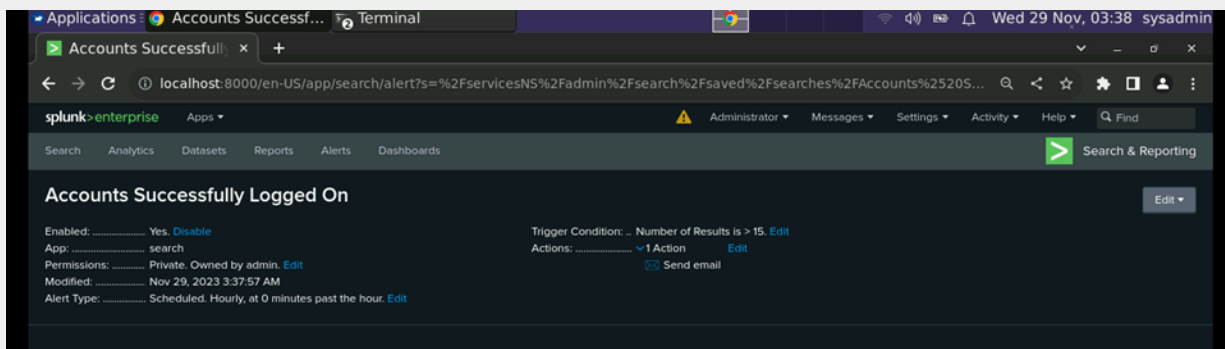 Applications Accounts Successf... Terminal Wed 29 Nov, 03:38 sysadmin
Accounts Successfully
localhost:8000/en-US/app/search/alert?s=%2FservicesNS%2Fadmin%2Fsearch%2Fsaved%2Fsearches%2FAccounts%2520S...
splunk>enterprise Apps Administrator Messages Settings Activity Help Find
Search Analytics Datasets Reports Alerts Dashboards Search & Reporting
Accounts Successfully Logged On Edit
Enabled: .................... Yes. Disable Trigger Condition: .. Number of Results is > 15. Edit
App: ........................... search Actions: ..................... 1 Action Edit
Permissions: ............ Private. Owned by admin. Edit Send email
Modified: .................. Nov 29, 2023 3:37:57 AM
Alert Type: ................ Scheduled. Hourly, at 0 minutes past the hour. Edit